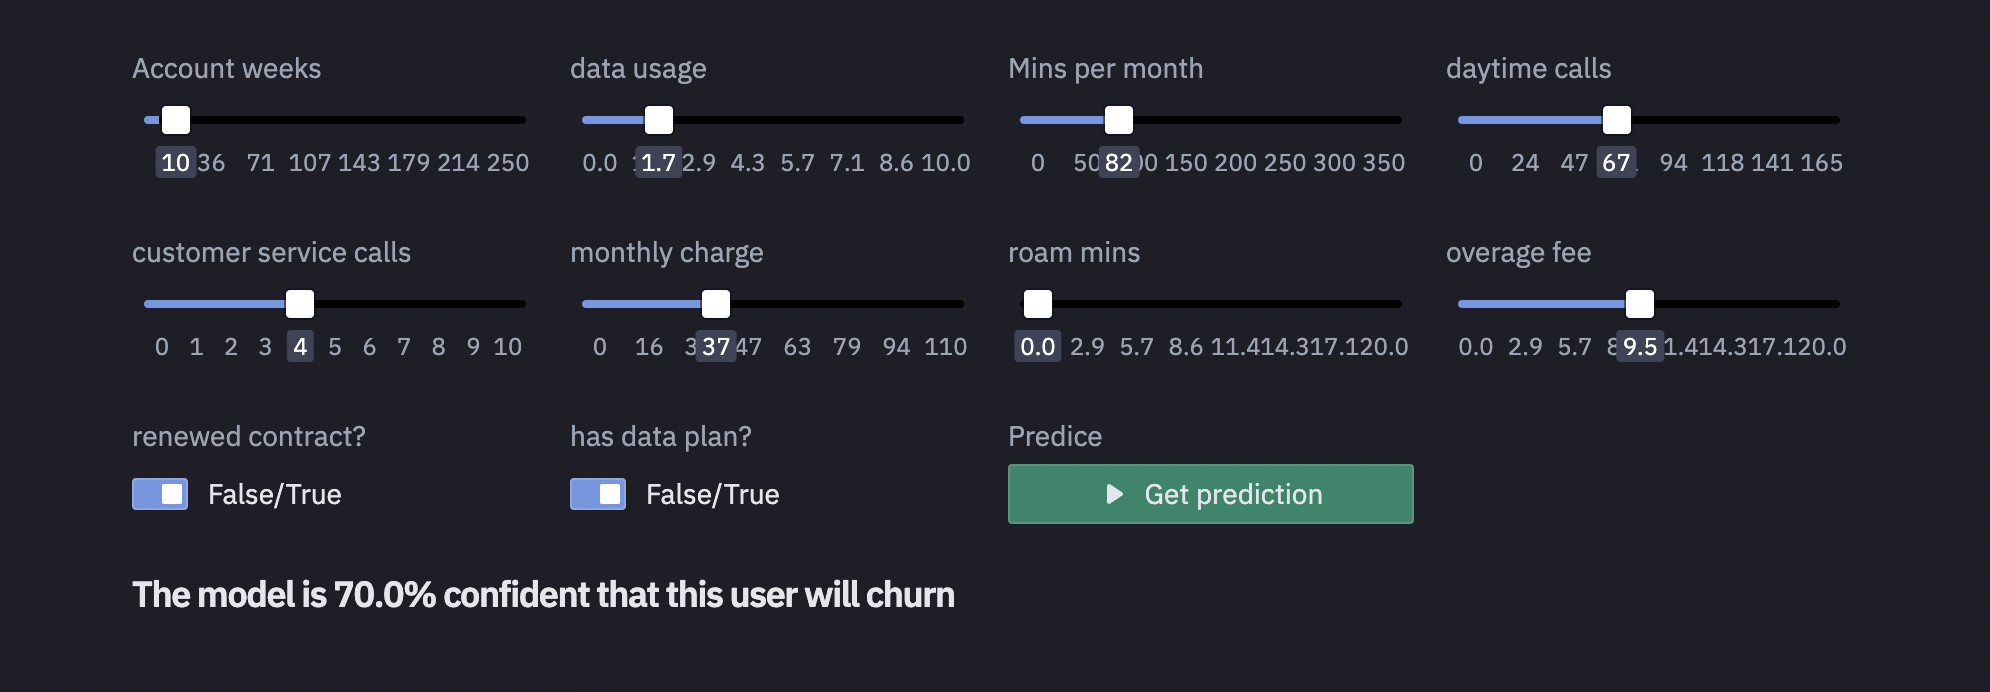 Account weeks data usage Mins per month daytime calls
10 36 71 107 143 179 214 250 0.0 1.7 2.9 4.3 5.7 7.1 8.6 10.0 0 50 82 150 200 250 300 350 0 24 47 67 94 118 141 165
customer service calls monthly charge roam mins overage fee
0 1 2 3 4 5 6 7 8 9 10 0 16 37 47 63 79 94 110 0.0 2.9 5.7 8.6 11.414.317.120.0 0.0 2.9 5.7 9.5 1.414.317.120.0
renewed contract? has data plan? Predice
False/True False/True Get prediction
The model is 70.0% confident that this user will churn